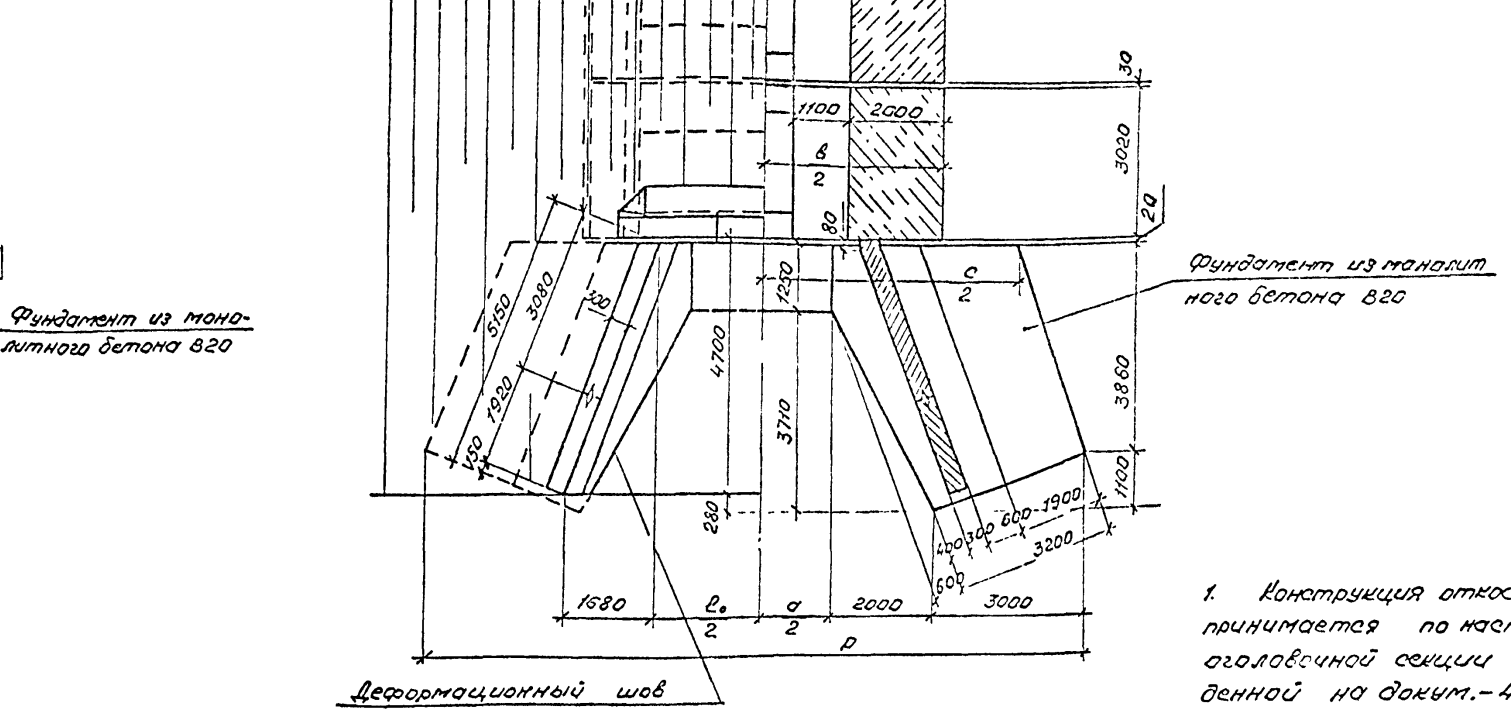 30
1100 2000
3020
в
2
80
20
Фундамент из моно-
литного бетона В20
5150
3080
300
1920
150
4700
1250
3710
280
с
2
Фундамент из монолит
ного бетона В20
3860
1100
400 300 600 1900
600 3200
1680 ℓ₀ а 2000 3000
2 2
р
Деформационный шов
1. Конструкция откос
принимается по наст
оголовочной секции
денной на докум.-4